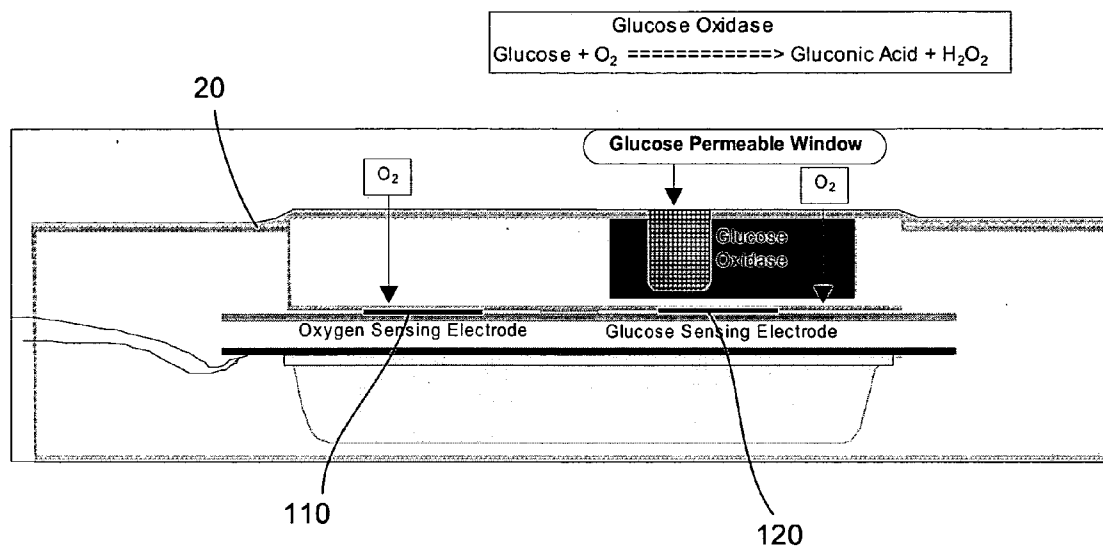 Glucose Oxidase
Glucose + O₂ ============> Gluconic Acid + H₂O₂
20
Glucose Permeable Window
O₂
O₂
Glucose
Oxidase
Oxygen Sensing Electrode
Glucose Sensing Electrode
110
120